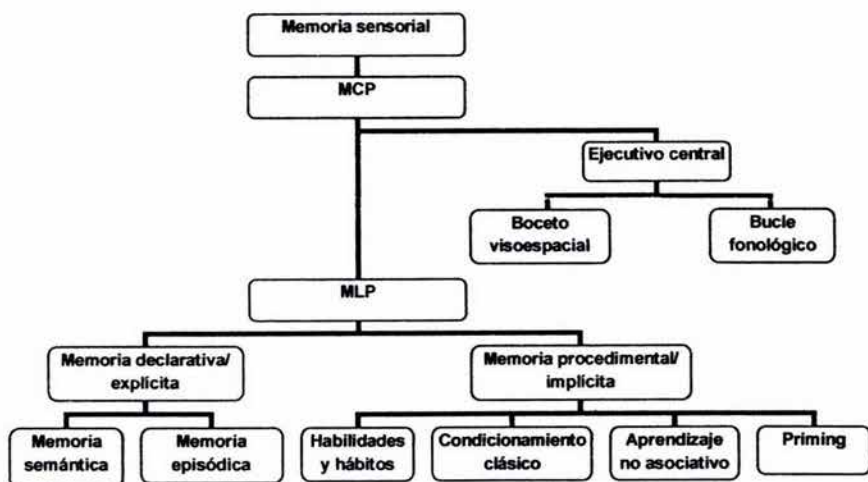 Memoria sensorial
MCP
Ejecutivo central
Boceto
visoespacial
Bucle
fonológico
MLP
Memoria declarativa/
explícita
Memoria procedimental/
implícita
Memoria
semántica
Memoria
episódica
Habilidades
y hábitos
Condicionamiento
clásico
Aprendizaje
no asociativo
Priming